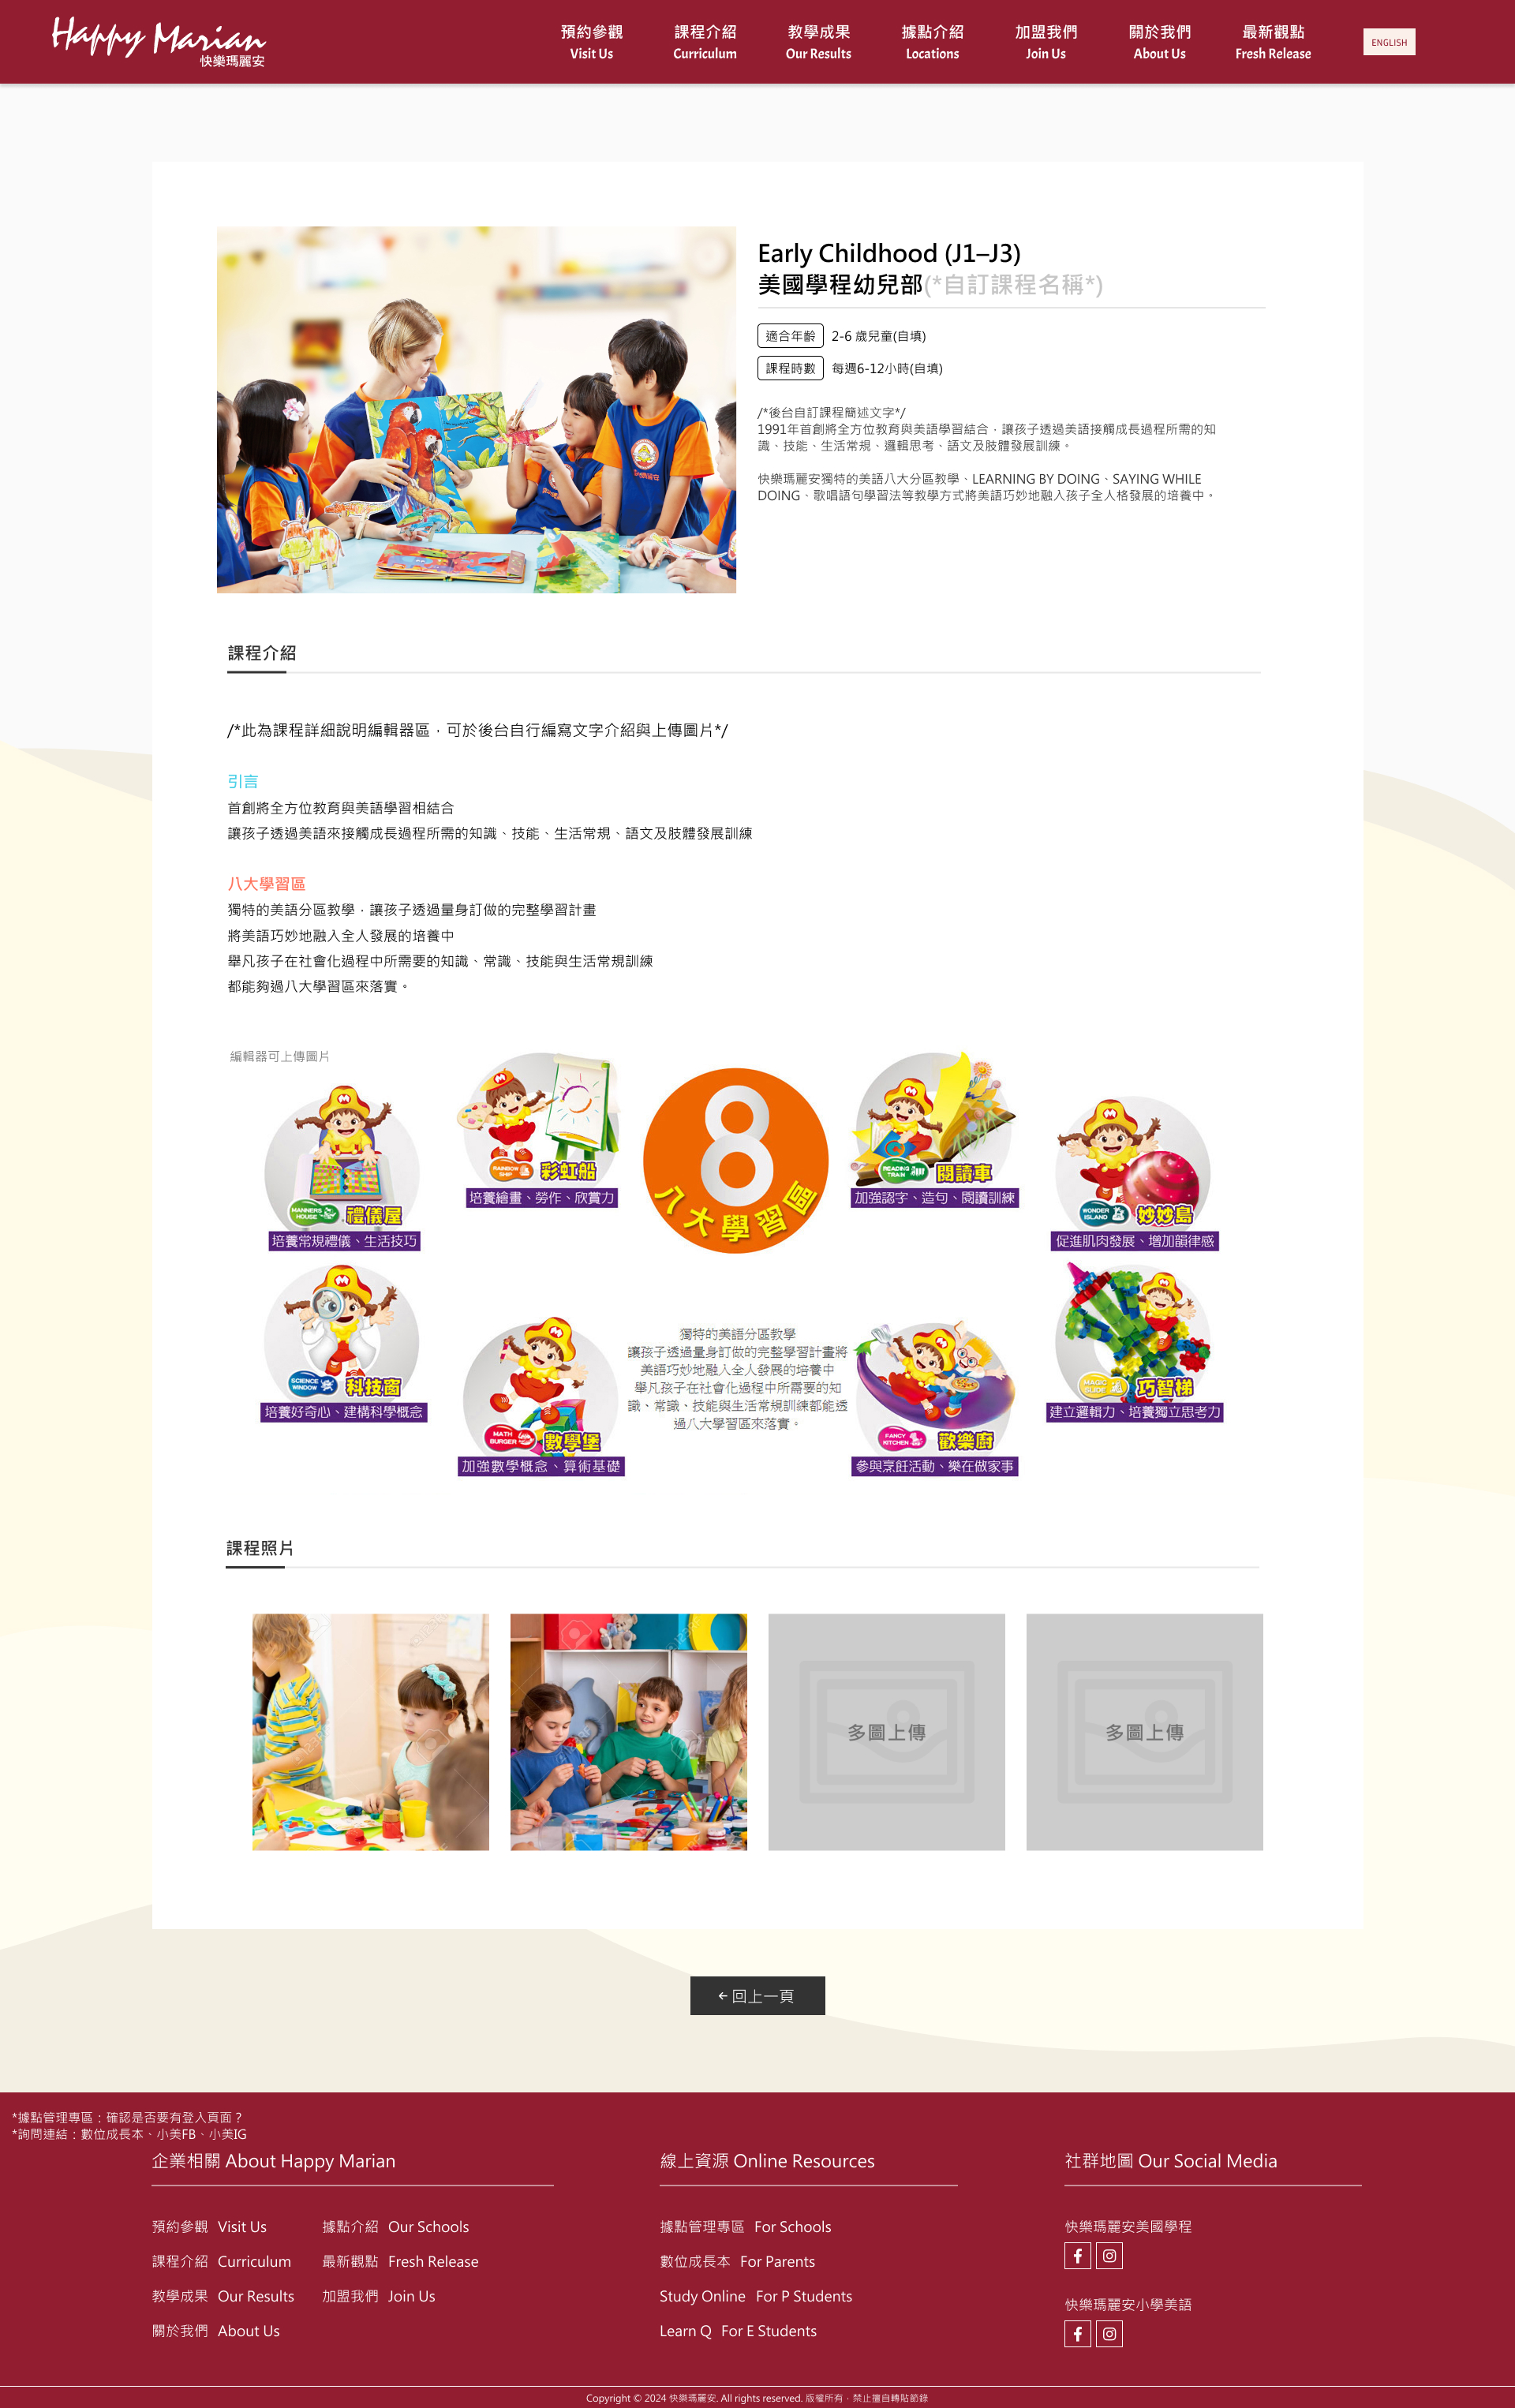 Happy Marian
快樂瑪麗安
預約參觀
Visit Us
課程介紹
Curriculum
教學成果
Our Results
據點介紹
Locations
加盟我們
Join Us
關於我們
About Us
最新觀點
Fresh Release
ENGLISH
Early Childhood (J1–J3)
美國學程幼兒部(*自訂課程名稱*)
適合年齡 2-6 歲兒童(自填)
課程時數 每週6-12小時(自填)
/*後台自訂課程簡述文字*/
1991年首創將全方位教育與美語學習結合，讓孩子透過美語接觸成長過程所需的知
識、技能、生活常規、邏輯思考、語文及肢體發展訓練。
快樂瑪麗安獨特的美語八大分區教學、LEARNING BY DOING、SAYING WHILE
DOING、歌唱語句學習法等教學方式將美語巧妙地融入孩子全人格發展的培養中。
課程介紹
/*此為課程詳細說明編輯器區，可於後台自行編寫文字介紹與上傳圖片*/
引言
首創將全方位教育與美語學習相結合
讓孩子透過美語來接觸成長過程所需的知識、技能、生活常規、語文及肢體發展訓練
八大學習區
獨特的美語分區教學，讓孩子透過量身訂做的完整學習計畫
將美語巧妙地融入全人發展的培養中
舉凡孩子在社會化過程中所需要的知識、常識、技能與生活常規訓練
都能夠過八大學習區來落實。
編輯器可上傳圖片
MANNERS HOUSE 禮儀屋
培養常規禮儀、生活技巧
RAINBOW SHIP 彩虹船
培養繪畫、勞作、欣賞力
8
八大學習區
READING TRAIN 閱讀車
加強認字、造句、閱讀訓練
WONDER ISLAND 妙妙島
促進肌肉發展、增加韻律感
SCIENCE WINDOW 科技窗
培養好奇心、建構科學概念
MATH BURGER 數學堡
加強數學概念、算術基礎
獨特的美語分區教學
讓孩子透過量身訂做的完整學習計畫將
美語巧妙地融入全人發展的培養中
舉凡孩子在社會化過程中所需要的知
識、常識、技能與生活常規訓練都能透
過八大學習區來落實。
FANCY KITCHEN 歡樂廚
參與烹飪活動、樂在做家事
MAGIC GUIDE 巧智梯
建立邏輯力、培養獨立思考力
課程照片
多圖上傳
多圖上傳
← 回上一頁
*據點管理專區：確認是否要有登入頁面？
*詢問連結：數位成長本、小美FB、小美IG
企業相關 About Happy Marian
預約參觀 Visit Us
課程介紹 Curriculum
教學成果 Our Results
關於我們 About Us
據點介紹 Our Schools
最新觀點 Fresh Release
加盟我們 Join Us
線上資源 Online Resources
據點管理專區 For Schools
數位成長本 For Parents
Study Online For P Students
Learn Q For E Students
社群地圖 Our Social Media
快樂瑪麗安美國學程
快樂瑪麗安小學美語
Copyright © 2024 快樂瑪麗安. All rights reserved. 版權所有，禁止擅自轉貼節錄